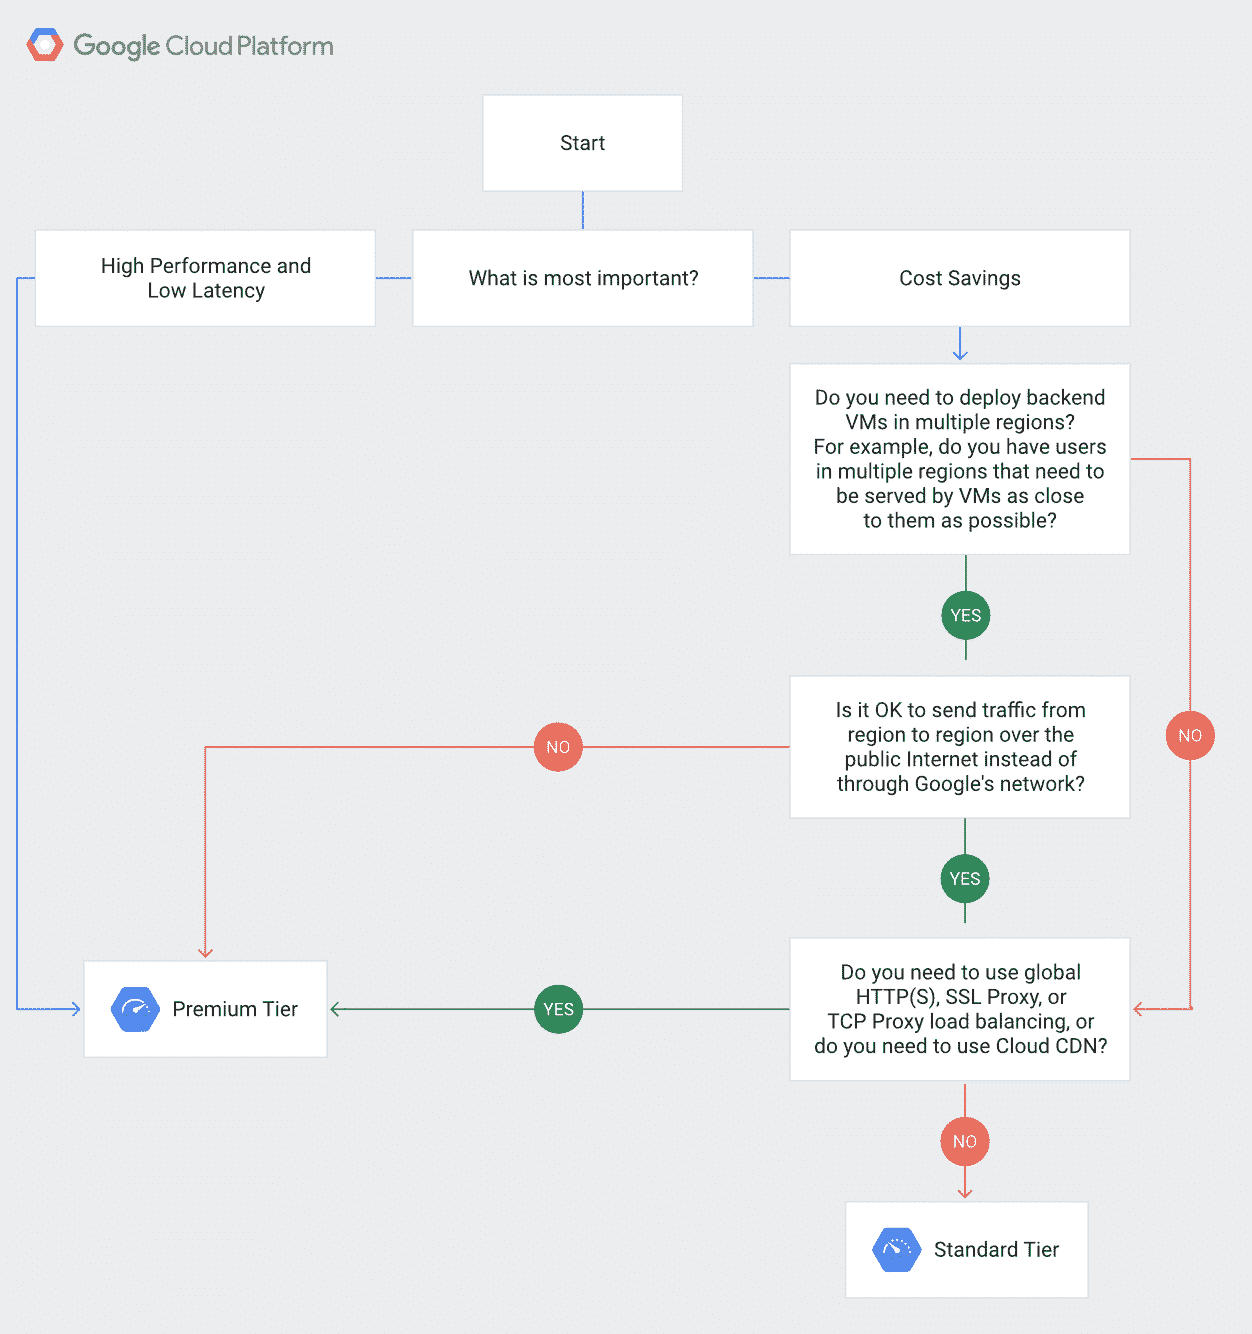 Google Cloud Platform
Start
High Performance and
Low Latency
What is most important?
Cost Savings
Do you need to deploy backend
VMs in multiple regions?
For example, do you have users
in multiple regions that need to
be served by VMs as close
to them as possible?
YES
Is it OK to send traffic from
region to region over the
public Internet instead of
through Google's network?
NO
NO
YES
Do you need to use global
HTTP(S), SSL Proxy, or
TCP Proxy load balancing, or
do you need to use Cloud CDN?
YES
Premium Tier
NO
Standard Tier